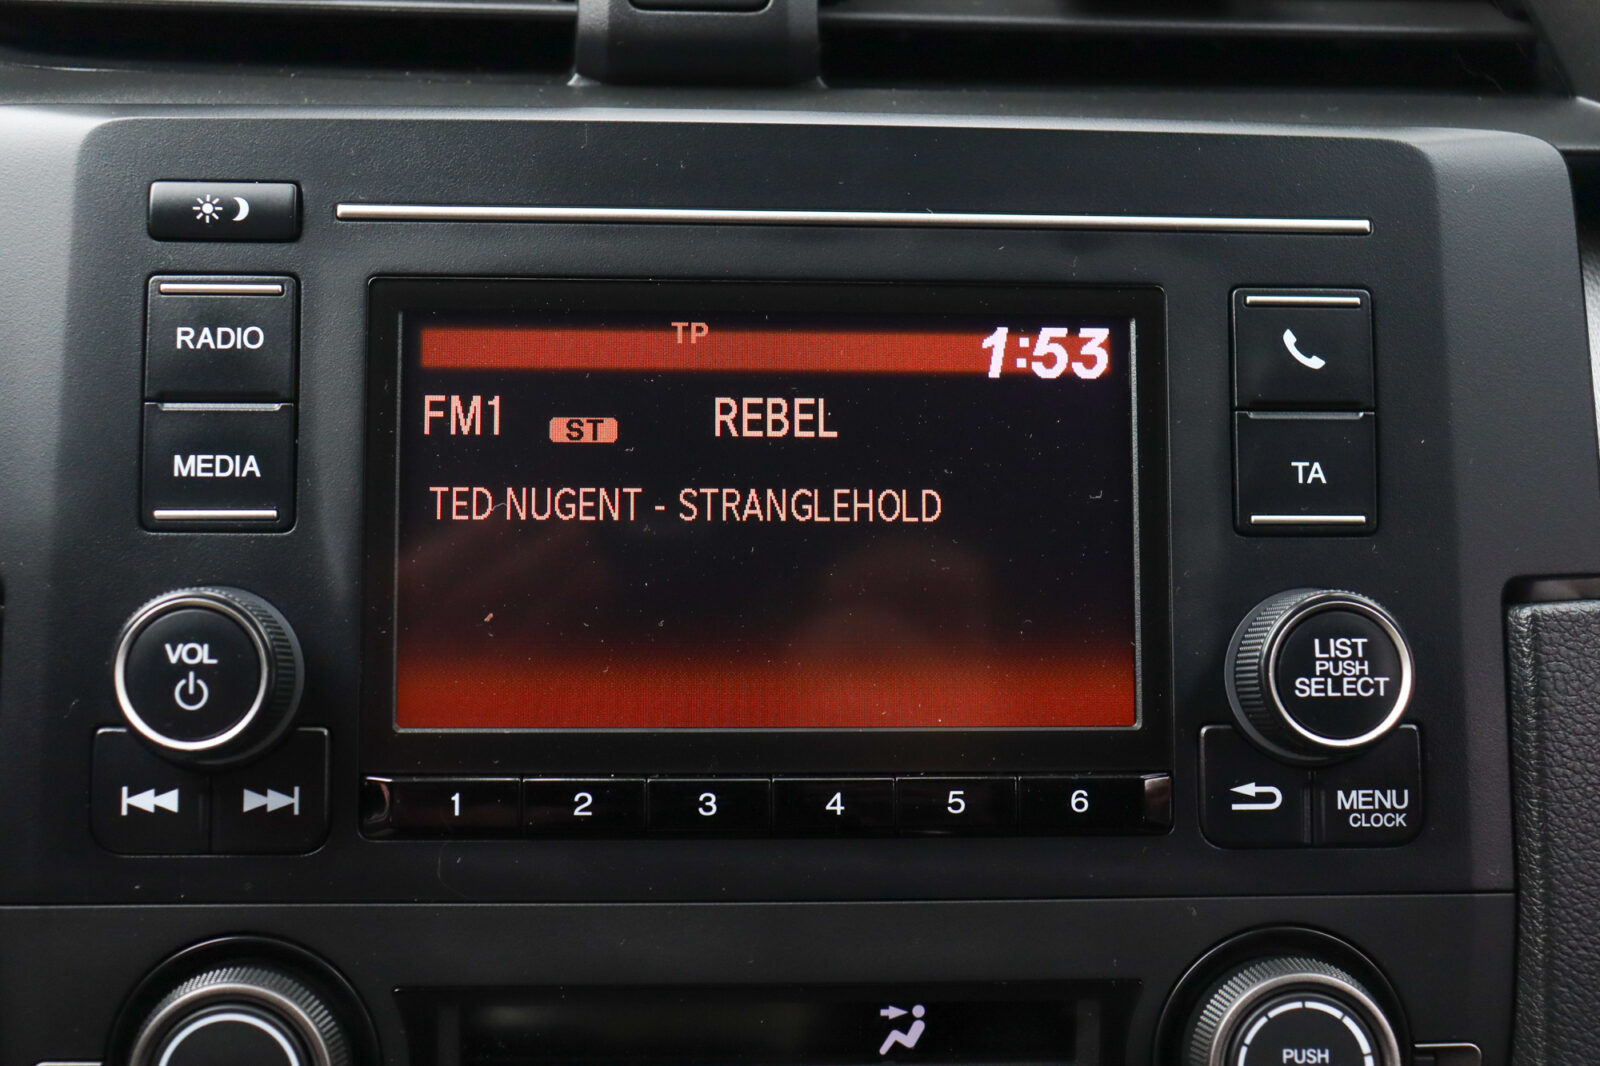 TP
1:53
FM1
ST
REBEL
TED NUGENT - STRANGLEHOLD
RADIO
MEDIA
VOL
TA
LIST
PUSH
SELECT
1
2
3
4
5
6
MENU
CLOCK
PUSH